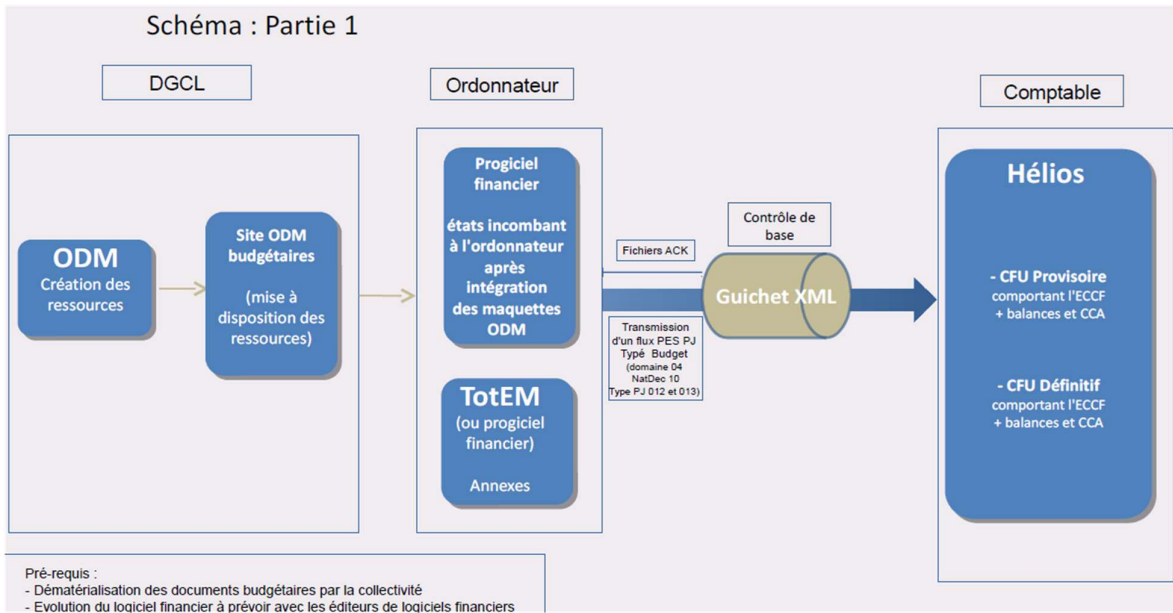 Schéma : Partie 1
DGCL
Ordonnateur
Comptable
ODM
Création des
ressources
Site ODM
budgétaires
(mise à
disposition des
ressources)
Progiciel
financier
états incombant
à l'ordonnateur
après
intégration
des maquettes
ODM
TotEM
(ou progiciel
financier)
Annexes
Fichiers ACK
Transmission
d'un flux PES PJ
Typé Budget
(domaine 04
NatDec 10
Type PJ 012 et 013)
Contrôle de
base
Guichet XML
Hélios
- CFU Provisoire
comportant l'ECCF
+ balances et CCA
- CFU Définitif
comportant l'ECCF
+ balances et CCA
Pré-requis :
- Dématérialisation des documents budgétaires par la collectivité
- Evolution du logiciel financier à prévoir avec les éditeurs de logiciels financiers